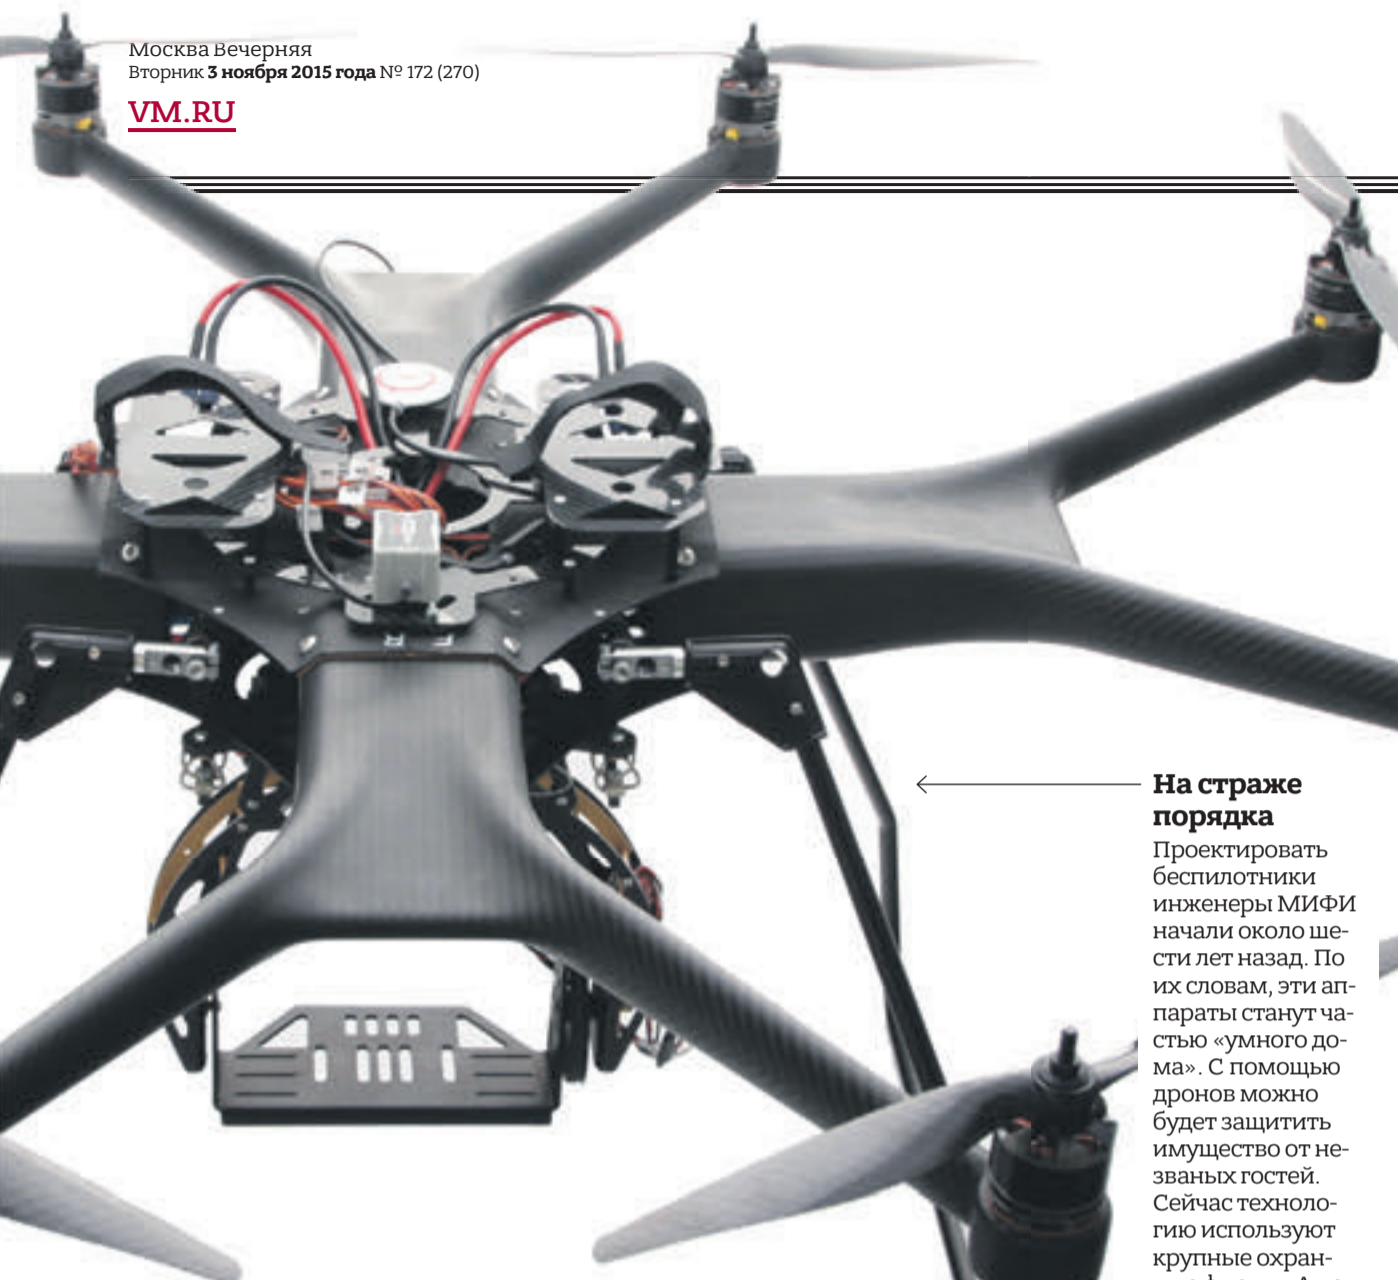 Москва Вечерняя
Вторник 3 ноября 2015 года № 172 (270)
VM.RU
На страже
порядка
Проектировать
беспилотники
инженеры МИФИ
начали около ше-
сти лет назад. По
их словам, эти ап-
параты станут ча-
стью «умного до-
ма». С помощью
дронов можно
будет защитить
имущество от не-
званых гостей.
Сейчас техноло-
гию используют
крупные охран-